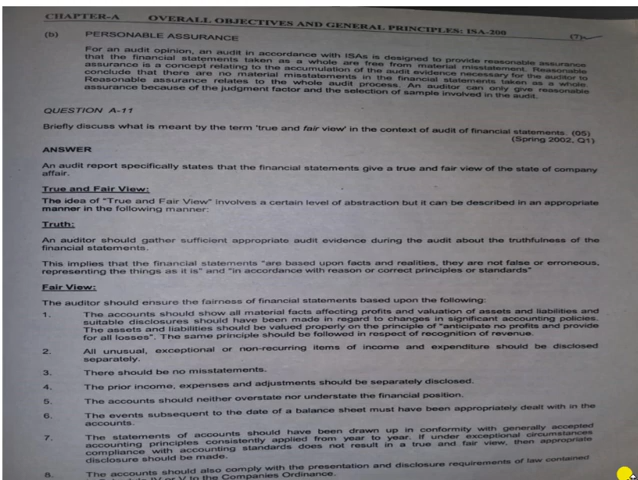 CHAPTER-A OVERALL OBJECTIVES AND GENERAL PRINCIPLES: ISA-200 (7)
(b) PERSONABLE ASSURANCE
For an audit opinion, an audit in accordance with ISAs is designed to provide reasonable assurance
that the financial statements taken as a whole are free from material misstatement. Reasonable
assurance is a concept relating to the accumulation of the audit evidence necessary for the auditor to
conclude that there are no material misstatements in the financial statements taken as a whole
Reasonable assurance relates to the whole audit process. An auditor can only give reasonable
assurance because of the judgment factor and the selection of sample involved in the audit.
QUESTION A-11
Briefly discuss what is meant by the term 'true and fair view' in the context of audit of financial statements. (05)
(Spring 2002, Q1)
ANSWER
An audit report specifically states that the financial statements give a true and fair view of the state of company
affair.
True and Fair View:
The idea of "True and Fair View" involves a certain level of abstraction but it can be described in an appropriate
manner in the following manner:
Truth:
An auditor should gather sufficient appropriate audit evidence during the audit about the truthfulness of the
financial statements.
This implies that the financial statements "are based upon facts and realities, they are not false or erroneous,
representing the things as it is" and "in accordance with reason or correct principles or standards"
Fair View:
The auditor should ensure the fairness of financial statements based upon the following:
1. The accounts should show all material facts affecting profits and valuation of assets and liabilities and
suitable disclosures should have been made in regard to changes in significant accounting policies.
The assets and liabilities should be valued properly on the principle of "anticipate no profits and provide
for all losses". The same principle should be followed in respect of recognition of revenue.
2. All unusual, exceptional or non-recurring items of income and expenditure should be disclosed
separately.
3. There should be no misstatements.
4. The prior income, expenses and adjustments should be separately disclosed.
5. The accounts should neither overstate nor understate the financial position.
6. The events subsequent to the date of a balance sheet must have been appropriately dealt with in the
accounts.
7. The statements of accounts should have been drawn up in conformity with generally accepted
accounting principles consistently applied from year to year. If under exceptional circumstances
compliance with accounting standards does not result in a true and fair view, then appropriate
disclosure should be made.
8. The accounts should also comply with the presentation and disclosure requirements of law contained
IV or V to the Companies Ordinance.